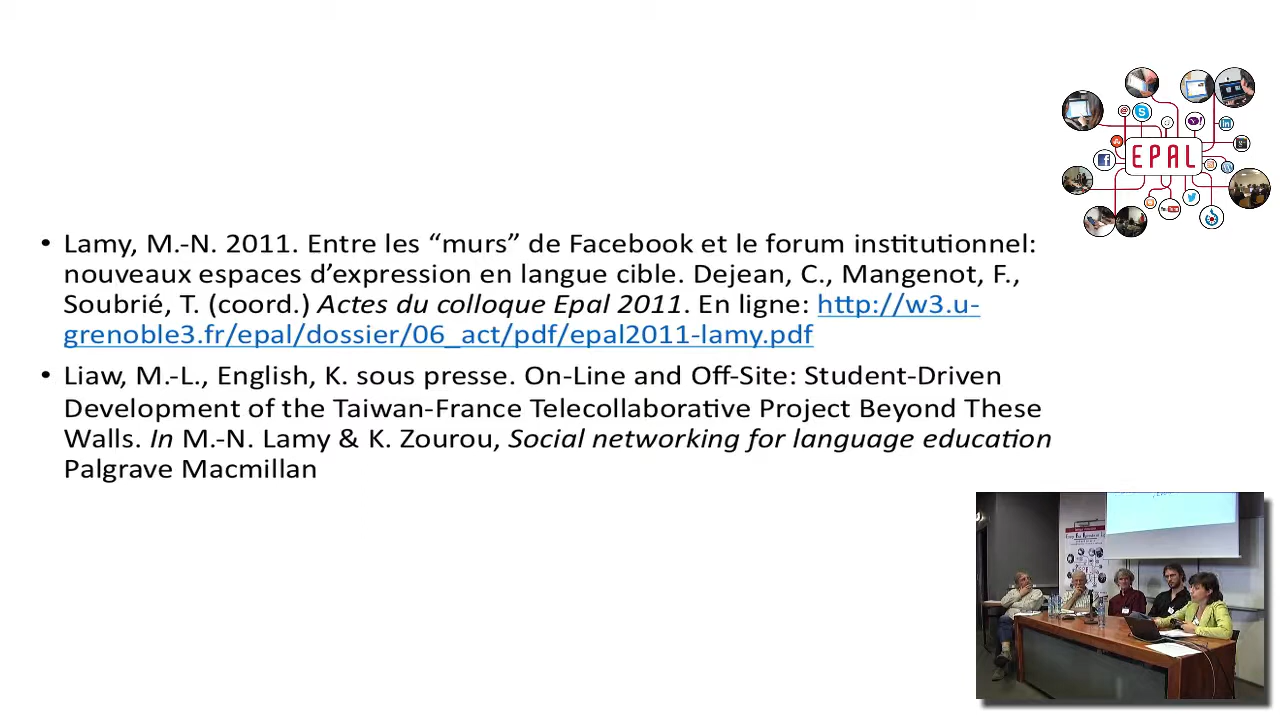 EPAL
• Lamy, M.-N. 2011. Entre les “murs” de Facebook et le forum institutionnel:
nouveaux espaces d’expression en langue cible. Dejean, C., Mangenot, F.,
Soubrié, T. (coord.) Actes du colloque Epal 2011. En ligne: http://w3.u-
grenoble3.fr/epal/dossier/06_act/pdf/epal2011-lamy.pdf
• Liaw, M.-L., English, K. sous presse. On-Line and Off-Site: Student-Driven
Development of the Taiwan-France Telecollaborative Project Beyond These
Walls. In M.-N. Lamy & K. Zourou, Social networking for language education
Palgrave Macmillan